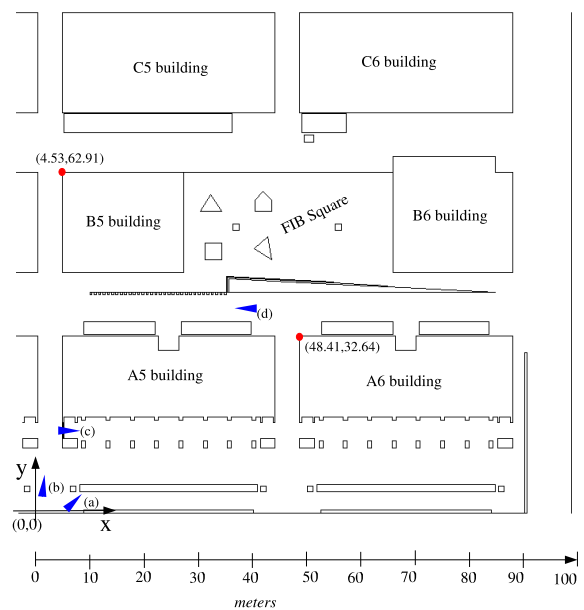 C5 building
C6 building
(4.53,62.91)
B5 building
FIB Square
B6 building
(d)
(48.41,32.64)
A5 building
A6 building
(c)
y
(b)
(a)
(0,0)
x
0 10 20 30 40 50 60 70 80 90 100
meters